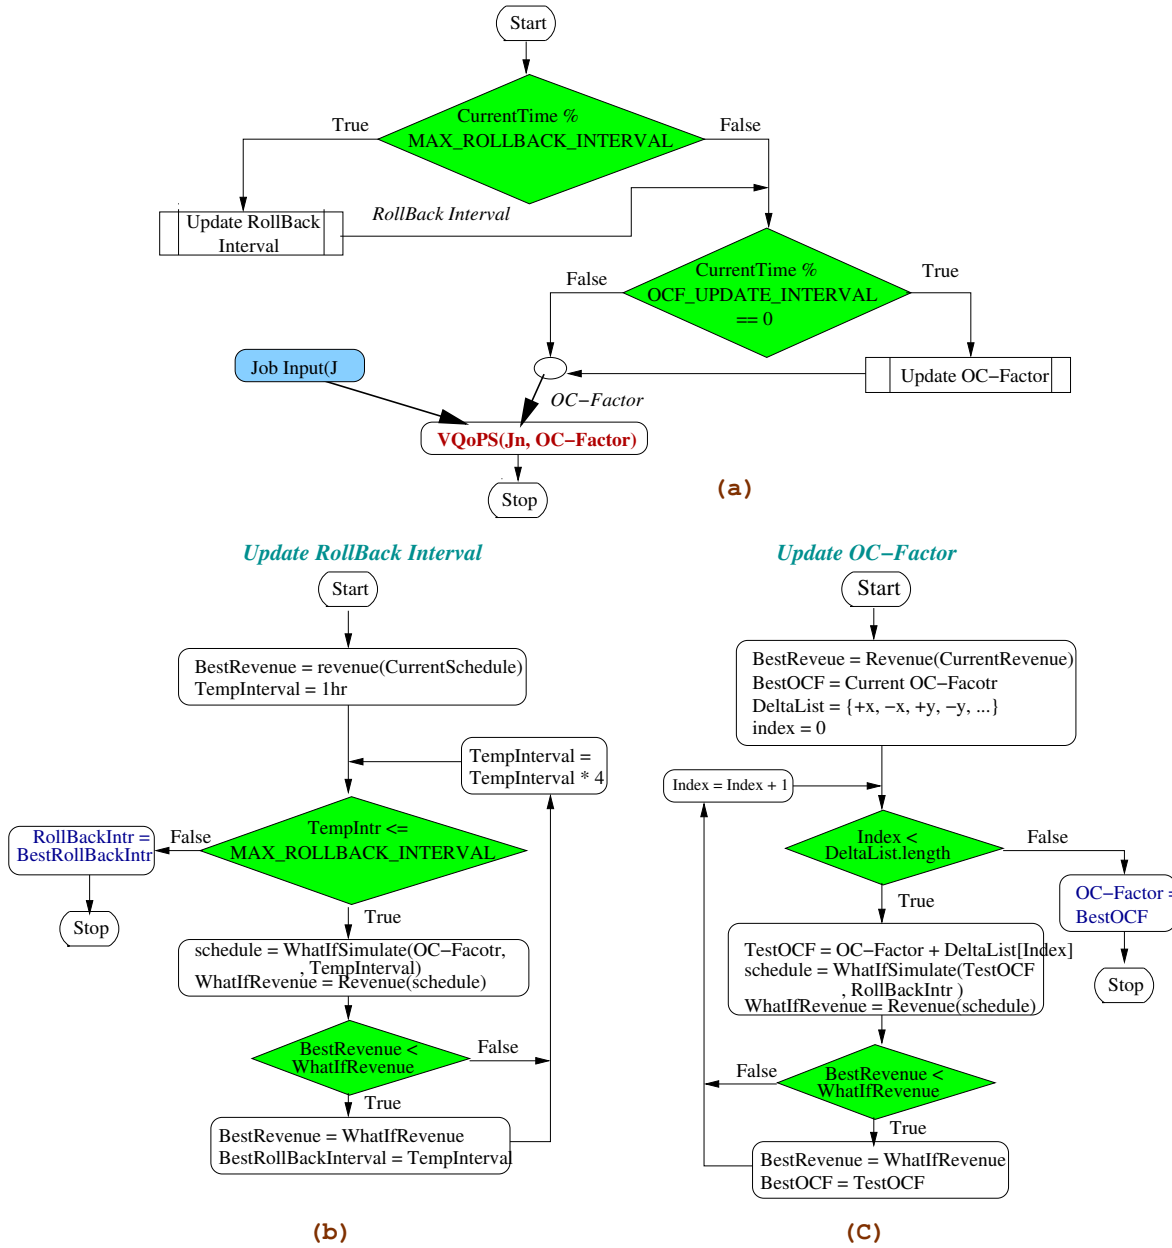 Start
CurrentTime %
MAX_ROLLBACK_INTERVAL
True
False
RollBack Interval
Update RollBack
Interval
CurrentTime %
OCF_UPDATE_INTERVAL
== 0
False
True
Job Input(J
Update OC−Factor
OC−Factor
VQoPS(Jn, OC−Factor)
Stop
(a)
Update RollBack Interval
Start
BestRevenue = revenue(CurrentSchedule)
TempInterval = 1hr
TempInterval =
TempInterval * 4
TempIntr <=
MAX_ROLLBACK_INTERVAL
False
RollBackIntr =
BestRollBackIntr
Stop
True
schedule = WhatIfSimulate(OC−Facotr,
, TempInterval)
WhatIfRevenue = Revenue(schedule)
BestRevenue <
WhatIfRevenue
False
True
BestRevenue = WhatIfRevenue
BestRollBackInterval = TempInterval
(b)
Update OC−Factor
Start
BestReveue = Revenue(CurrentRevenue)
BestOCF = Current OC−Facotr
DeltaList = {+x, −x, +y, −y, ...}
index = 0
Index = Index + 1
Index <
DeltaList.length
False
OC−Factor =
BestOCF
Stop
True
TestOCF = OC−Factor + DeltaList[Index]
schedule = WhatIfSimulate(TestOCF
, RollBackIntr )
WhatIfRevenue = Revenue(schedule)
BestRevenue <
WhatIfRevenue
False
True
BestRevenue = WhatIfRevenue
BestOCF = TestOCF
(C)